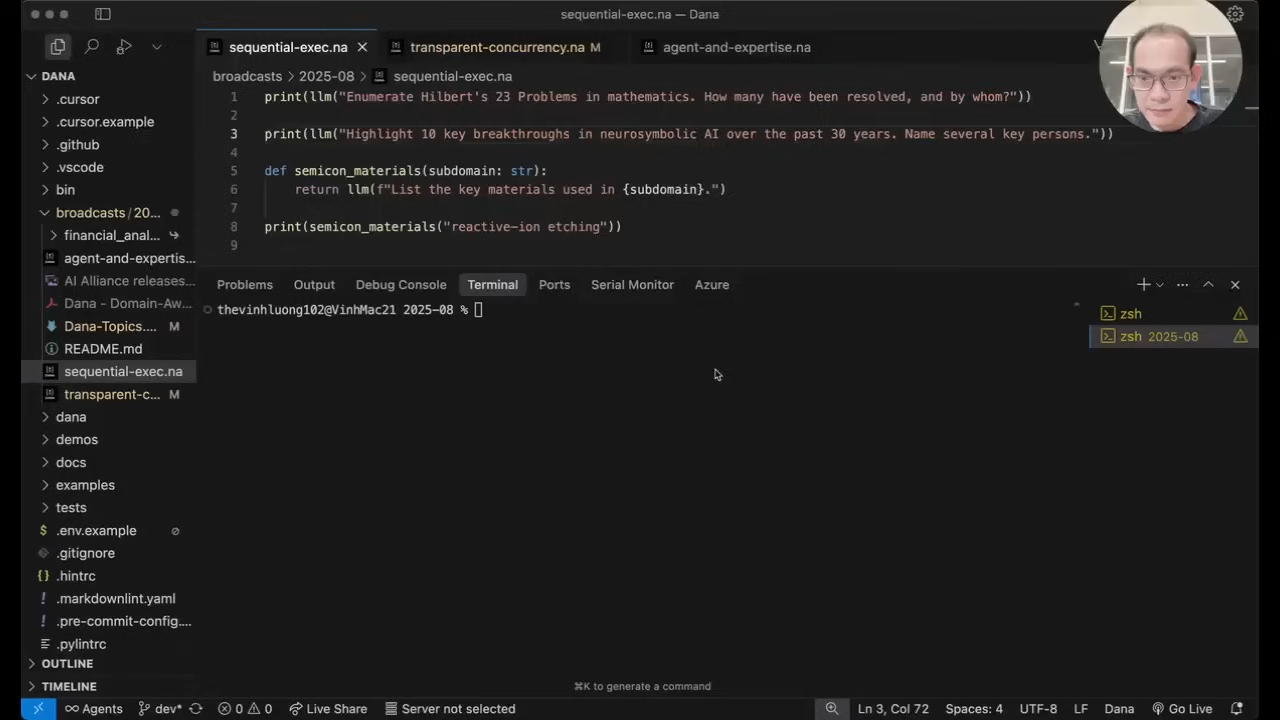 sequential-exec.na — Dana
sequential-exec.na
transparent-concurrency.na M
agent-and-expertise.na
DANA
broadcasts > 2025-08 > sequential-exec.na
.cursor
.cursor.example
.github
.vscode
bin
broadcasts / 20...
financial_anal...
agent-and-expertis...
AI Alliance releases...
Dana - Domain-Aw...
Dana-Topics.... M
README.md
sequential-exec.na
transparent-c... M
dana
demos
docs
examples
tests
$ .env.example
.gitignore
{} .hintrc
! .markdownlint.yaml
! .pre-commit-config....
.pylintrc
OUTLINE
TIMELINE
1 print(llm("Enumerate Hilbert's 23 Problems in mathematics. How many have been resolved, and by whom?"))
2
3 print(llm("Highlight 10 key breakthroughs in neurosymbolic AI over the past 30 years. Name several key persons."))
4
5 def semicon_materials(subdomain: str):
6 return llm(f"List the key materials used in {subdomain}.")
7
8 print(semicon_materials("reactive-ion etching"))
9
Problems Output Debug Console Terminal Ports Serial Monitor Azure
thevinhluong102@VinhMac21 2025-08 %
zsh
zsh 2025-08
⌘K to generate a command
Agents dev* 0 0 Live Share Server not selected Ln 3, Col 72 Spaces: 4 UTF-8 LF Dana Go Live